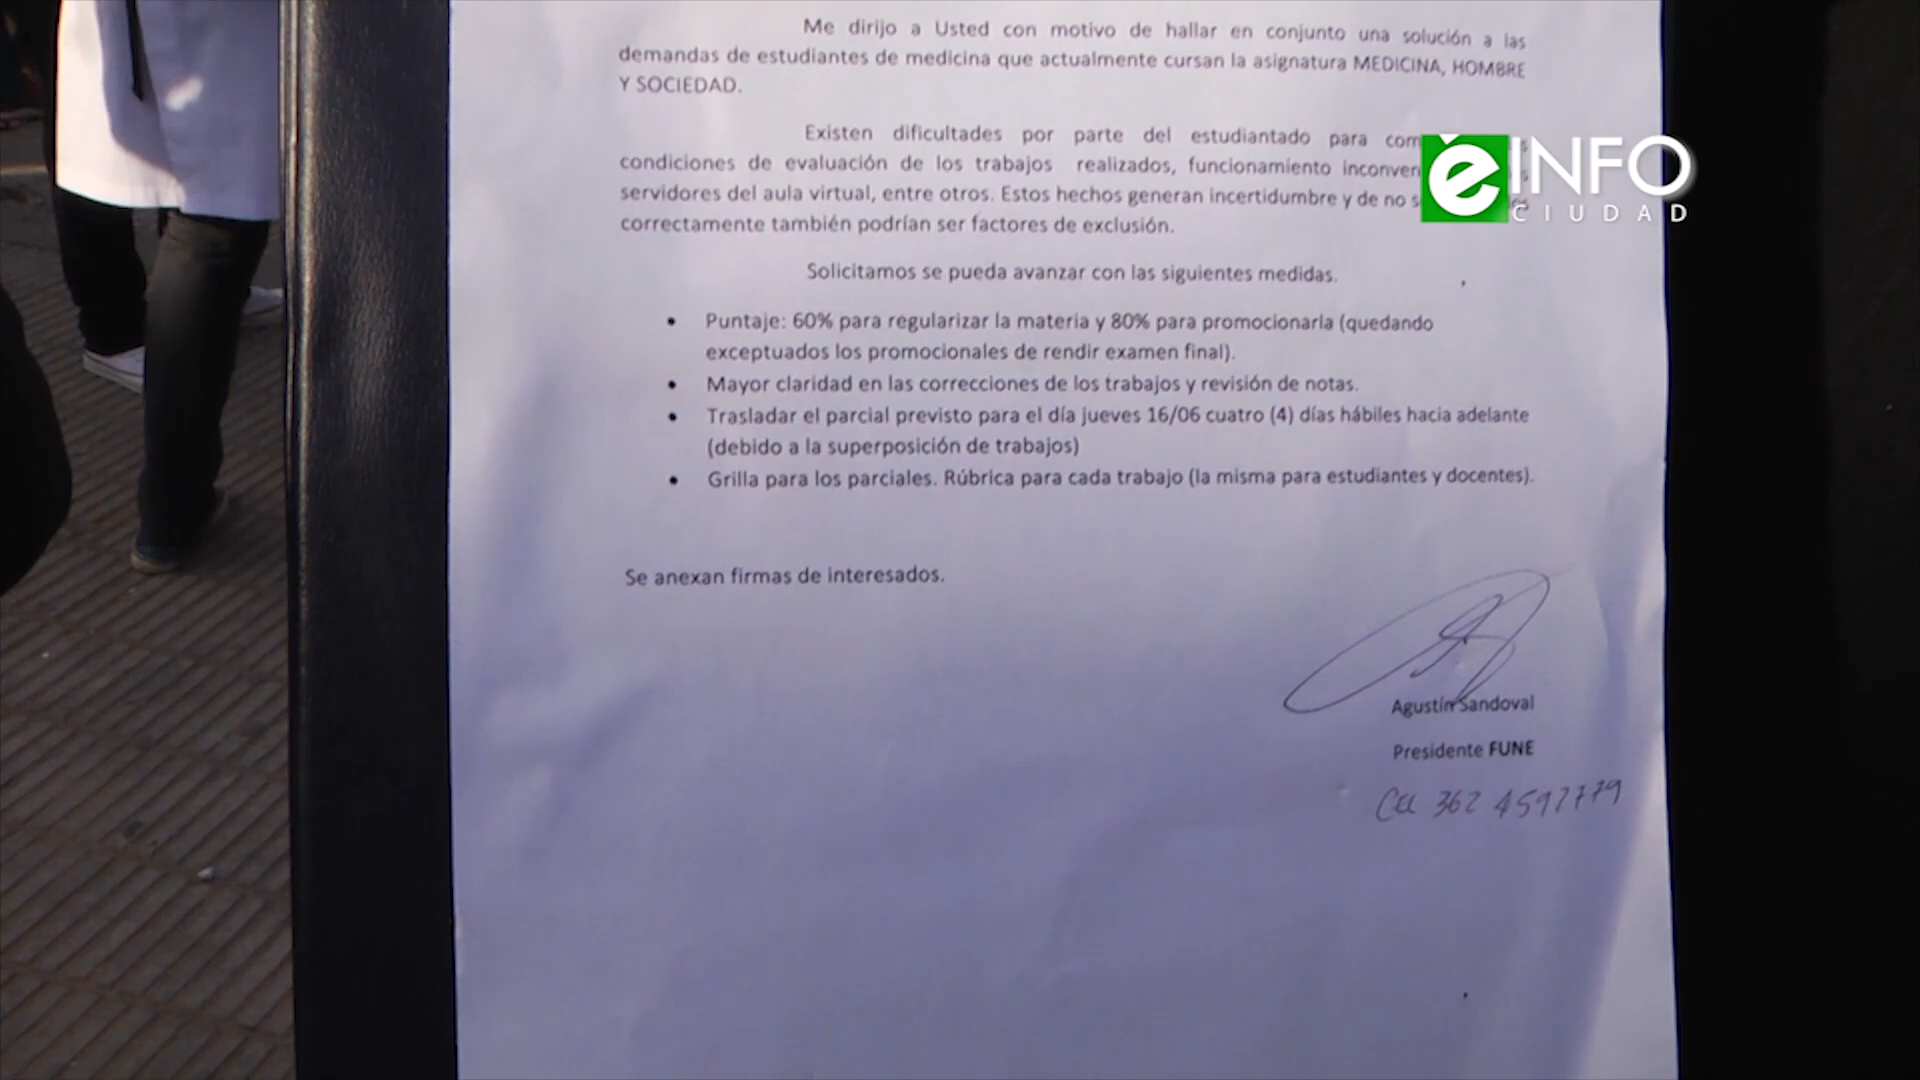 Me dirijo a Usted con motivo de hallar en conjunto una solución a las
demandas de estudiantes de medicina que actualmente cursan la asignatura MEDICINA, HOMBRE
Y SOCIEDAD.
Existen dificultades por parte del estudiantado para
condiciones de evaluación de los trabajos realizados, funcionamiento
servidores del aula virtual, entre otros. Estos hechos generan incertidumbre y de no
correctamente también podrían ser factores de exclusión.
Solicitamos se pueda avanzar con las siguientes medidas.
• Puntaje: 60% para regularizar la materia y 80% para promocionarla (quedando
exceptuados los promocionales de rendir examen final).
• Mayor claridad en las correcciones de los trabajos y revisión de notas.
• Trasladar el parcial previsto para el día jueves 16/06 cuatro (4) días hábiles hacia adelante
(debido a la superposición de trabajos)
• Grilla para los parciales. Rúbrica para cada trabajo (la misma para estudiantes y docentes).
Se anexan firmas de interesados.
Agustín Sandoval
Presidente FUNE
362 4592779
è INFO
CIUDAD